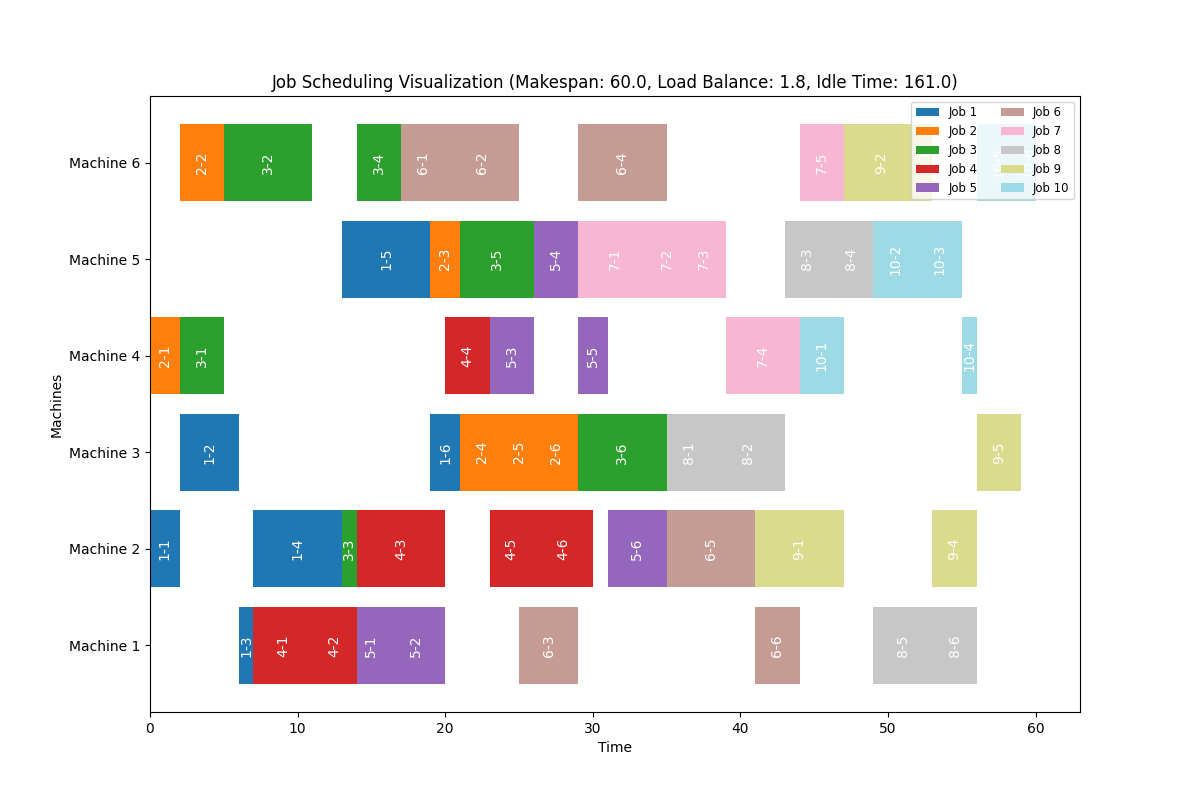 Job Scheduling Visualization (Makespan: 60.0, Load Balance: 1.8, Idle Time: 161.0)
Job 1 Job 6
Job 2 Job 7
Job 3 Job 8
Job 4 Job 9
Job 5 Job 10
Machine 6 2-2 3-2 3-4 6-1 6-2 6-4 7-5 9-2
Machine 5 1-5 2-3 3-5 5-4 7-1 7-2 7-3 8-3 8-4 10-2 10-3
Machine 4 2-1 3-1 4-4 5-3 5-5 7-4 10-1 10-4
Machine 3 1-2 1-6 2-4 2-5 2-6 3-6 8-1 8-2 9-5
Machine 2 1-1 1-4 3-3 4-3 4-5 4-6 5-6 6-5 9-1 9-4
Machine 1 1-3 4-1 4-2 5-1 5-2 6-3 6-6 8-5 8-6
Machines
0 10 20 30 40 50 60
Time